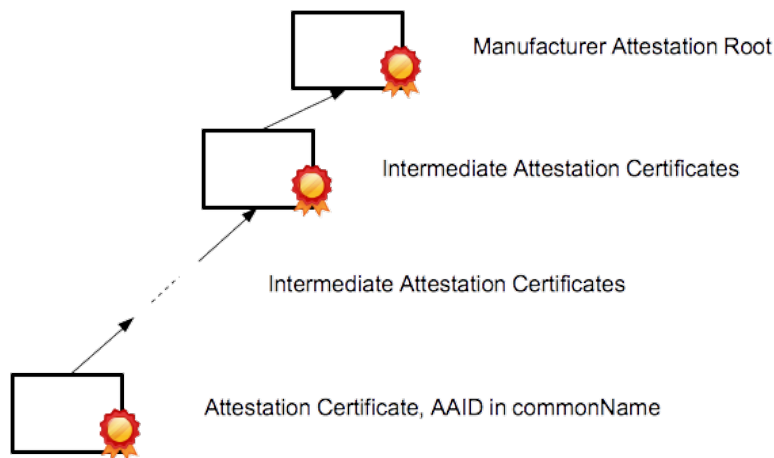 Manufacturer Attestation Root
Intermediate Attestation Certificates
Intermediate Attestation Certificates
Attestation Certificate, AAID in commonName